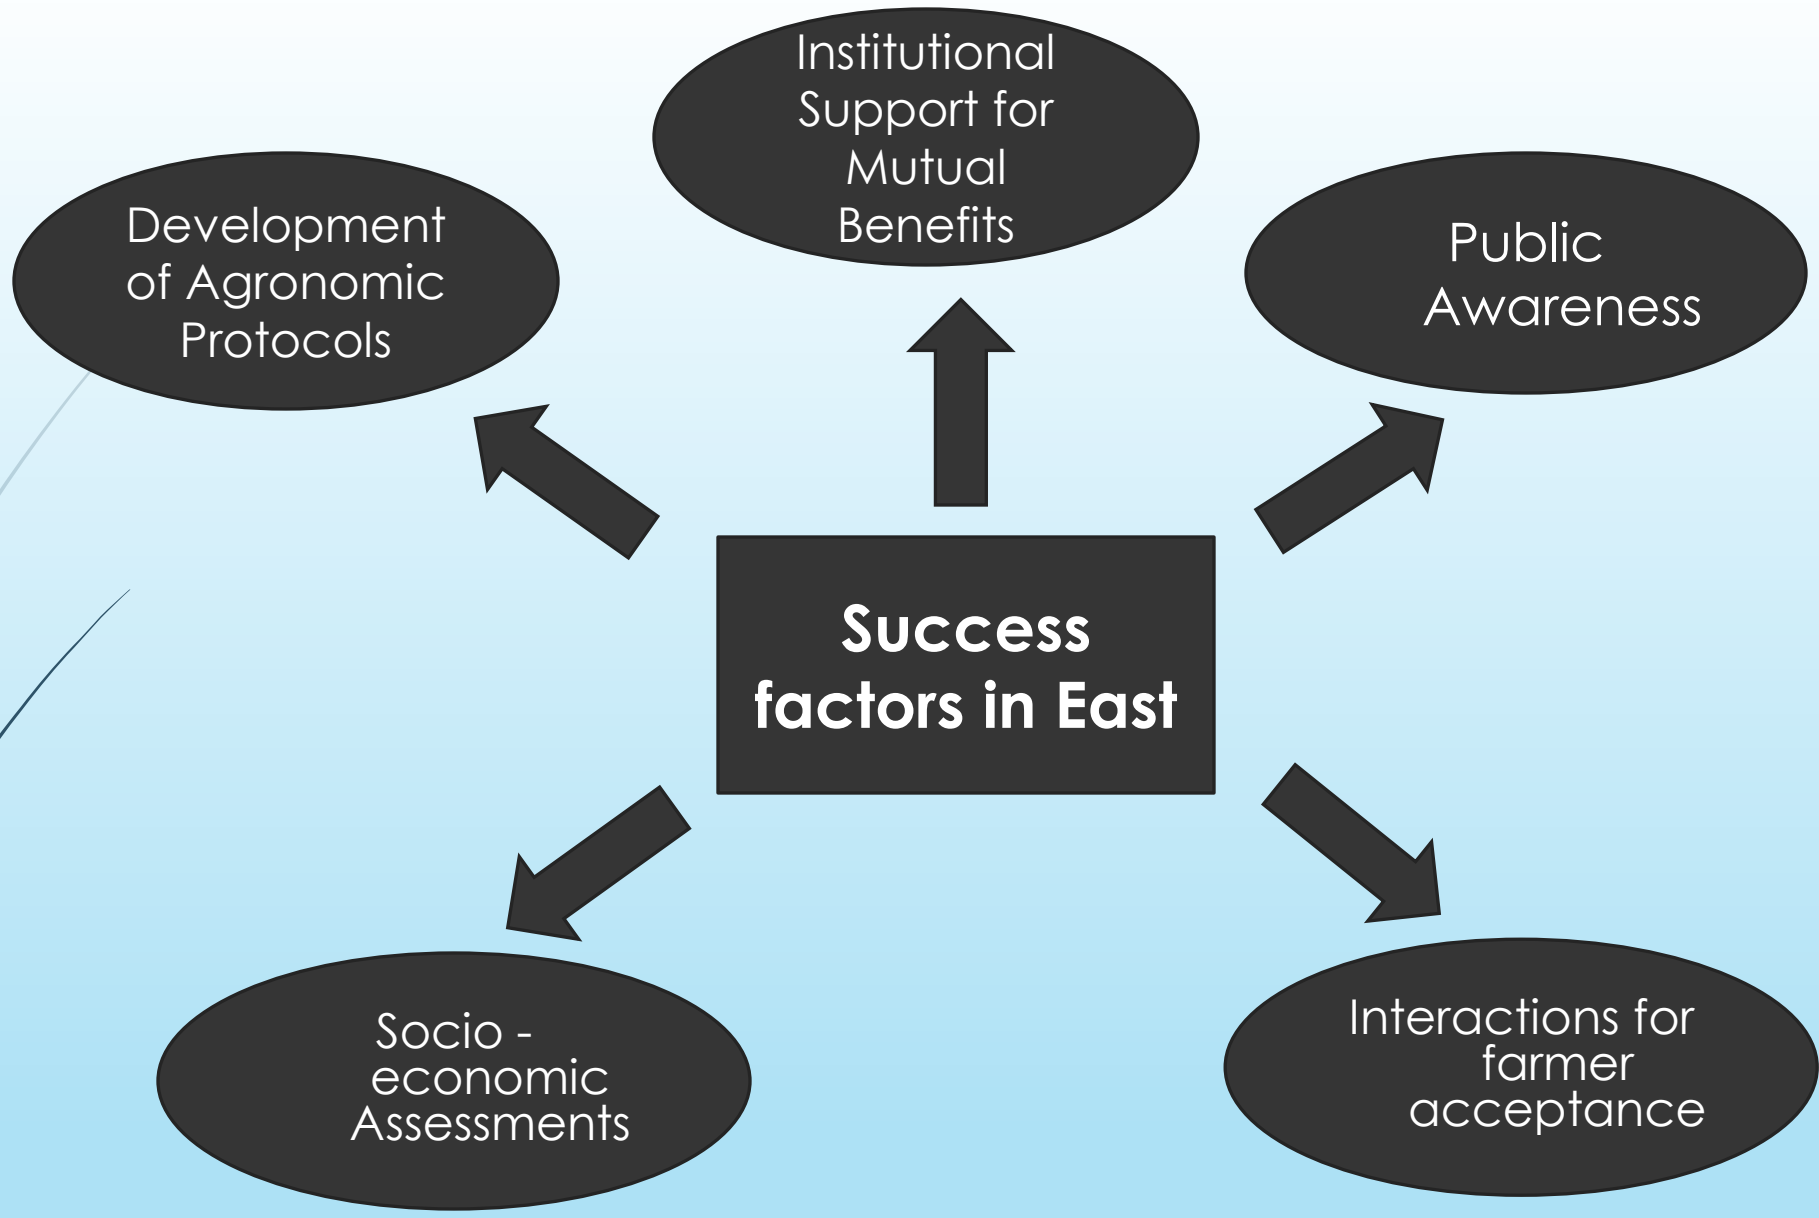 Institutional
Support for
Mutual
Benefits
Development
of Agronomic
Protocols
Public
Awareness
Success
factors in East
Socio -
economic
Assessments
Interactions for
farmer
acceptance